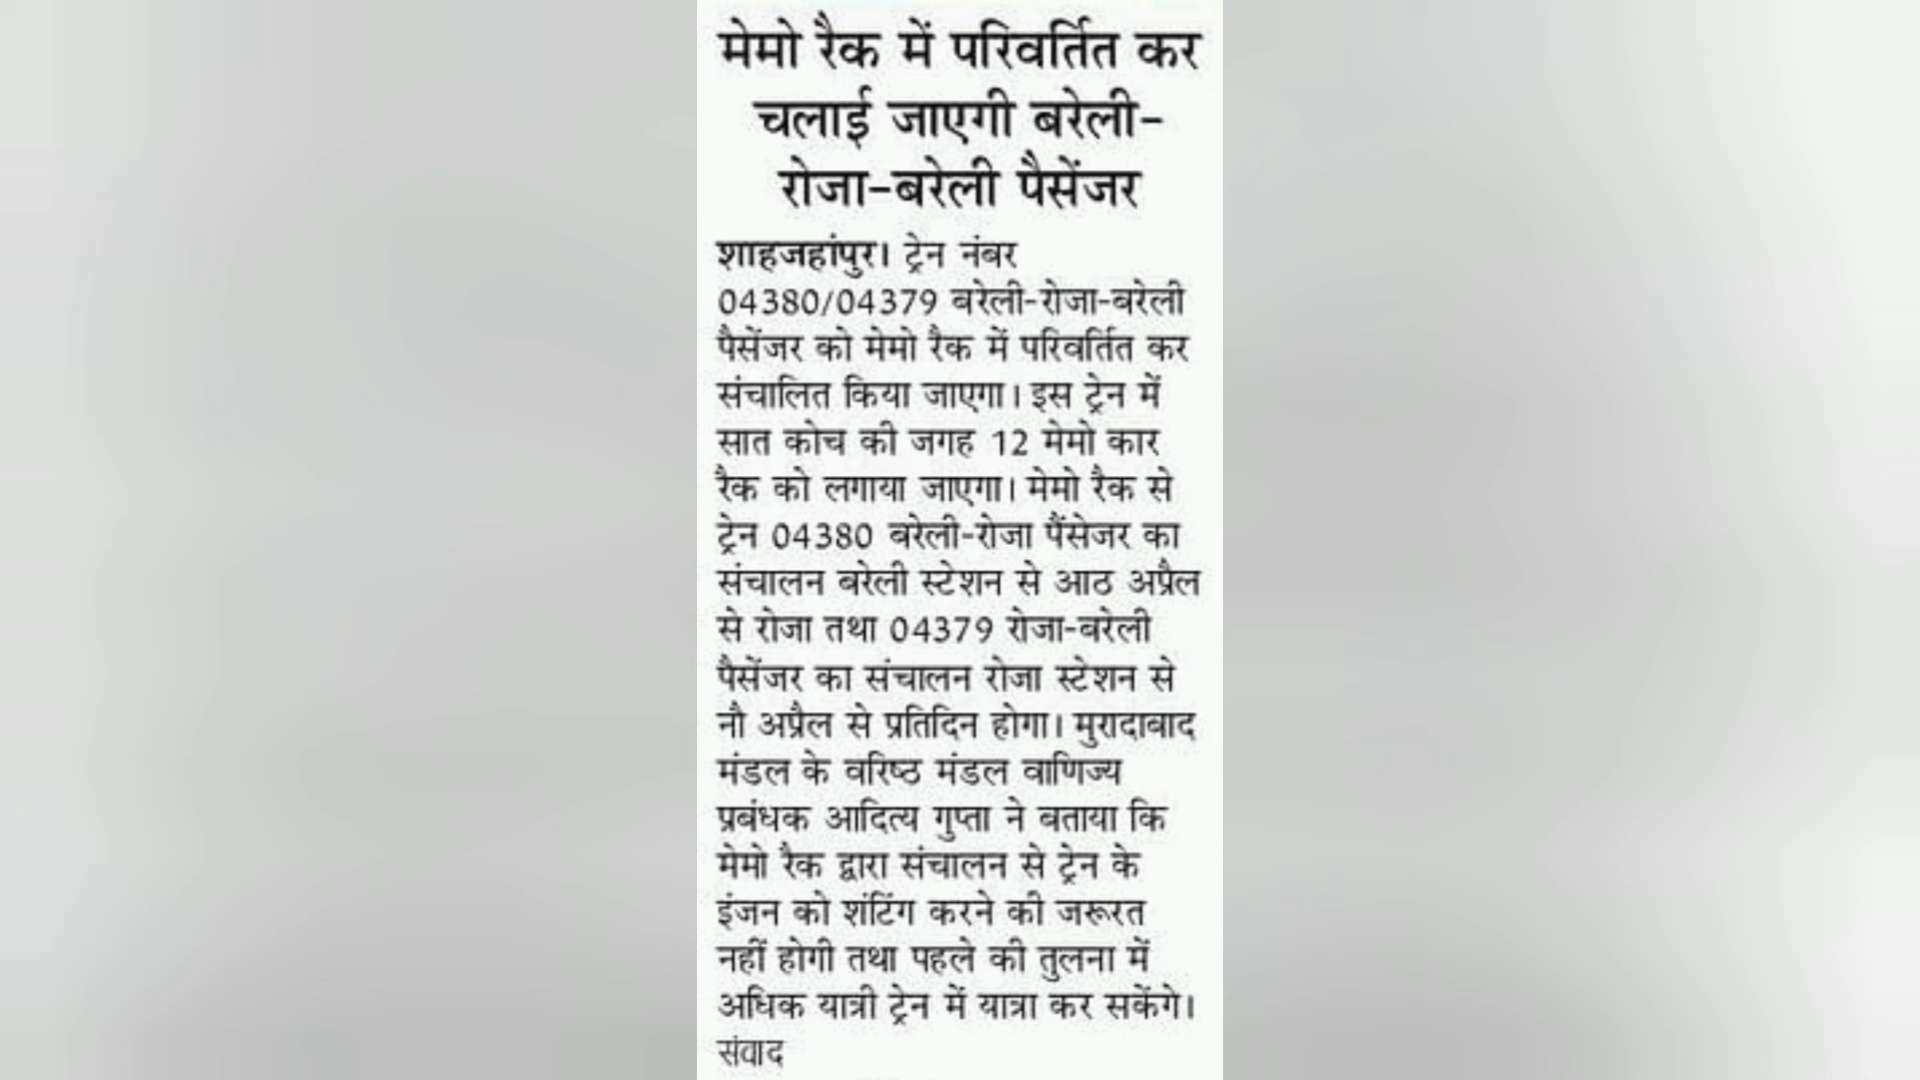 मेमो रैक में परिवर्तित कर
चलाई जाएगी बरेली-
रोजा-बरेली पैसेंजर
शाहजहांपुर। ट्रेन नंबर
04380/04379 बरेली-रोजा-बरेली
पैसेंजर को मेमो रैक में परिवर्तित कर
संचालित किया जाएगा। इस ट्रेन में
सात कोच की जगह 12 मेमो कार
रैक को लगाया जाएगा। मेमो रैक से
ट्रेन 04380 बरेली-रोजा पैंसेजर का
संचालन बरेली स्टेशन से आठ अप्रैल
से रोजा तथा 04379 रोजा-बरेली
पैसेंजर का संचालन रोजा स्टेशन से
नौ अप्रैल से प्रतिदिन होगा। मुरादाबाद
मंडल के वरिष्ठ मंडल वाणिज्य
प्रबंधक आदित्य गुप्ता ने बताया कि
मेमो रैक द्वारा संचालन से ट्रेन के
इंजन को शंटिंग करने की जरूरत
नहीं होगी तथा पहले की तुलना में
अधिक यात्री ट्रेन में यात्रा कर सकेंगे।
संवाद